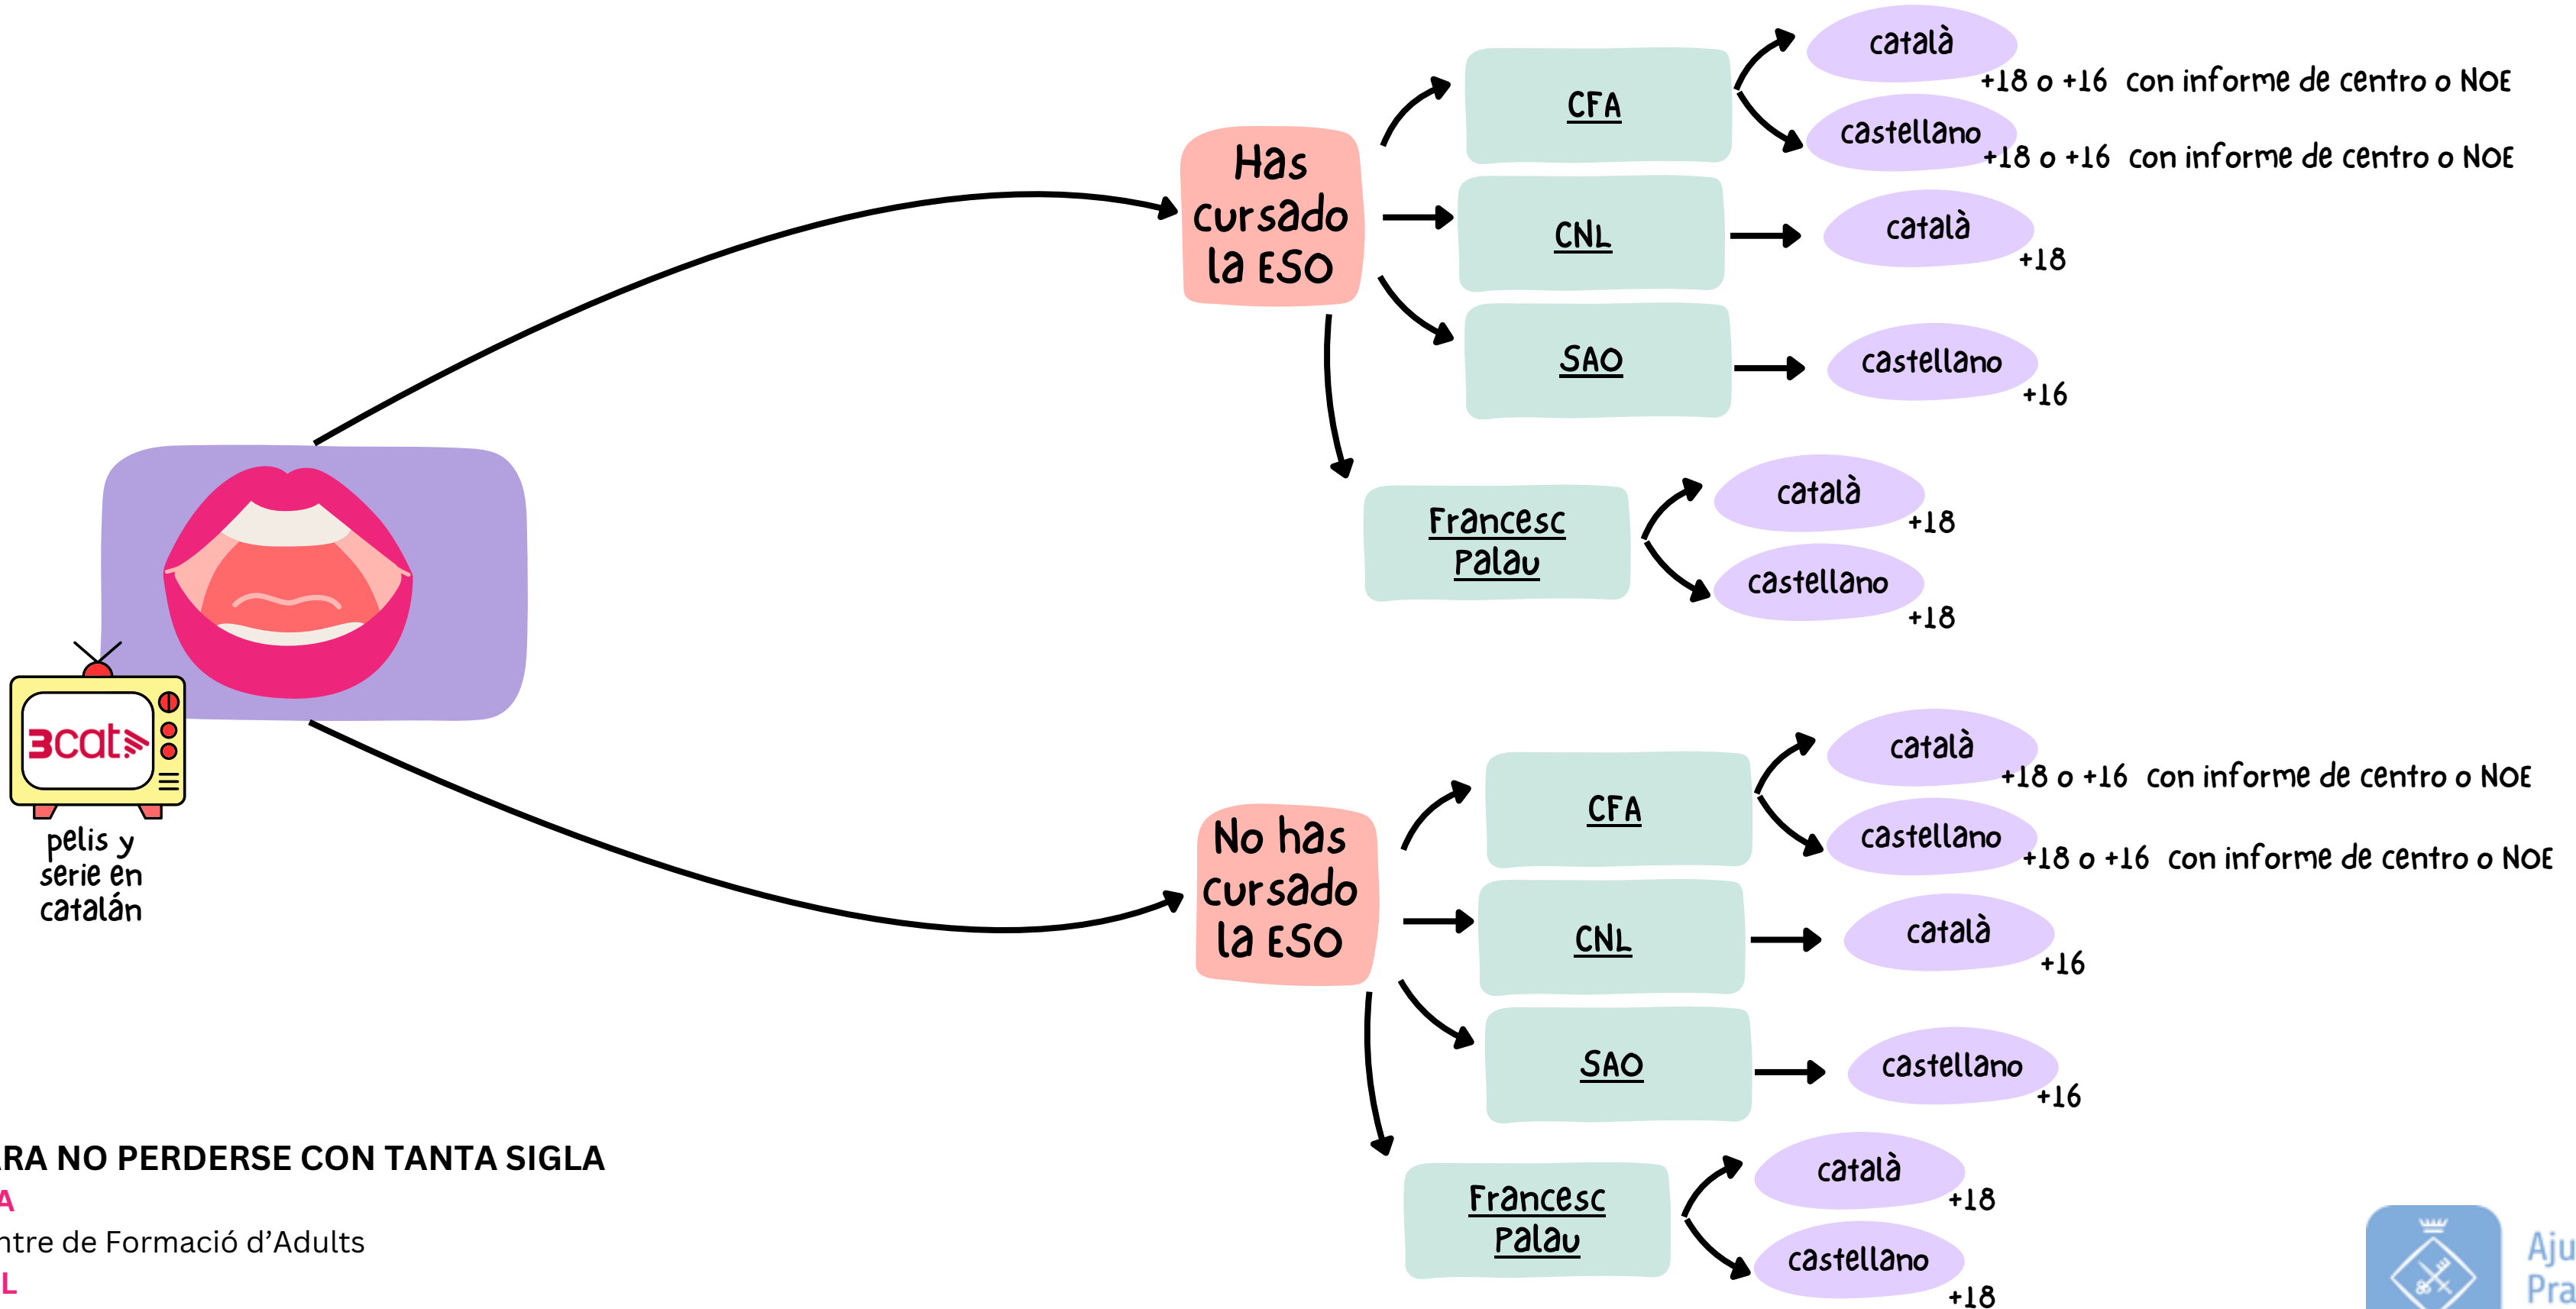 Has
cursado
la ESO
CFA
català
+18 o +16 con informe de centro o NOE
castellano
+18 o +16 con informe de centro o NOE
CNL
català
+18
SAO
castellano
+16
Francesc
Palau
català
+18
castellano
+18
3cat
pelis y
serie en
catalán
No has
cursado
la ESO
CFA
català
+18 o +16 con informe de centro o NOE
castellano
+18 o +16 con informe de centro o NOE
CNL
català
+16
SAO
castellano
+16
Francesc
Palau
català
+18
castellano
+18
RA NO PERDERSE CON TANTA SIGLA
A
ntre de Formació d’Adults
L
Aju
Pra